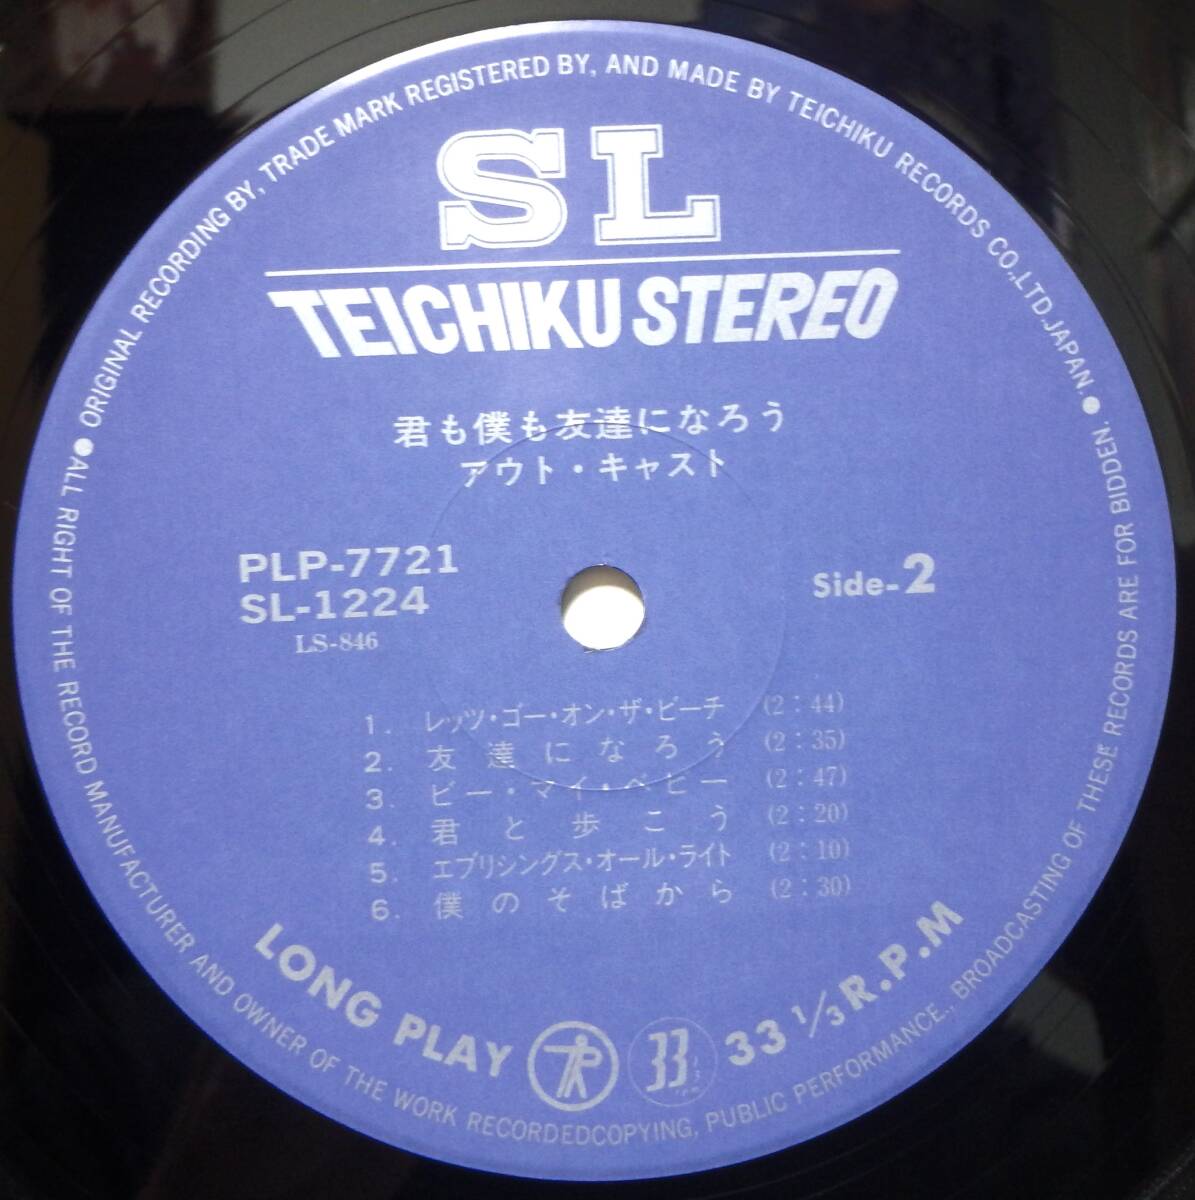 ● ORIGINAL RECORDING BY, TRADE MARK REGISTERED BY, AND MADE BY TEICHIKU RECORDS CO.,LTD.JAPAN. ●
SL
TEICHIKU STEREO
君も僕も友達になろう
アウト・キャスト
PLP-7721
SL-1224
LS-846
Side-2
1. レッツ・ゴー・オン・ザ・ビーチ (2:44)
2. 友達になろう (2:35)
3. ビー・マイ・ベビー (2:47)
4. 君と歩こう (2:20)
5. エブリシングス・オール・ライト (2:10)
6. 僕のそばから (2:30)
LONG PLAY
33
33 1/3 R.P.M
ALL RIGHT OF THE RECORD MANUFACTURER AND OWNER OF THE WORK RECORDEDCOPYING, PUBLIC PERFORMANCE., BROADCASTING OF THESE RECORDS ARE FOR BIDDEN.